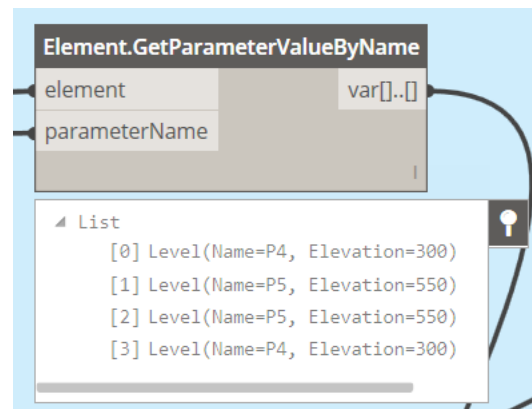 Element.GetParameterValueByName
element var[]..[]
parameterName
l
List
[0] Level(Name=P4, Elevation=300)
[1] Level(Name=P5, Elevation=550)
[2] Level(Name=P5, Elevation=550)
[3] Level(Name=P4, Elevation=300)